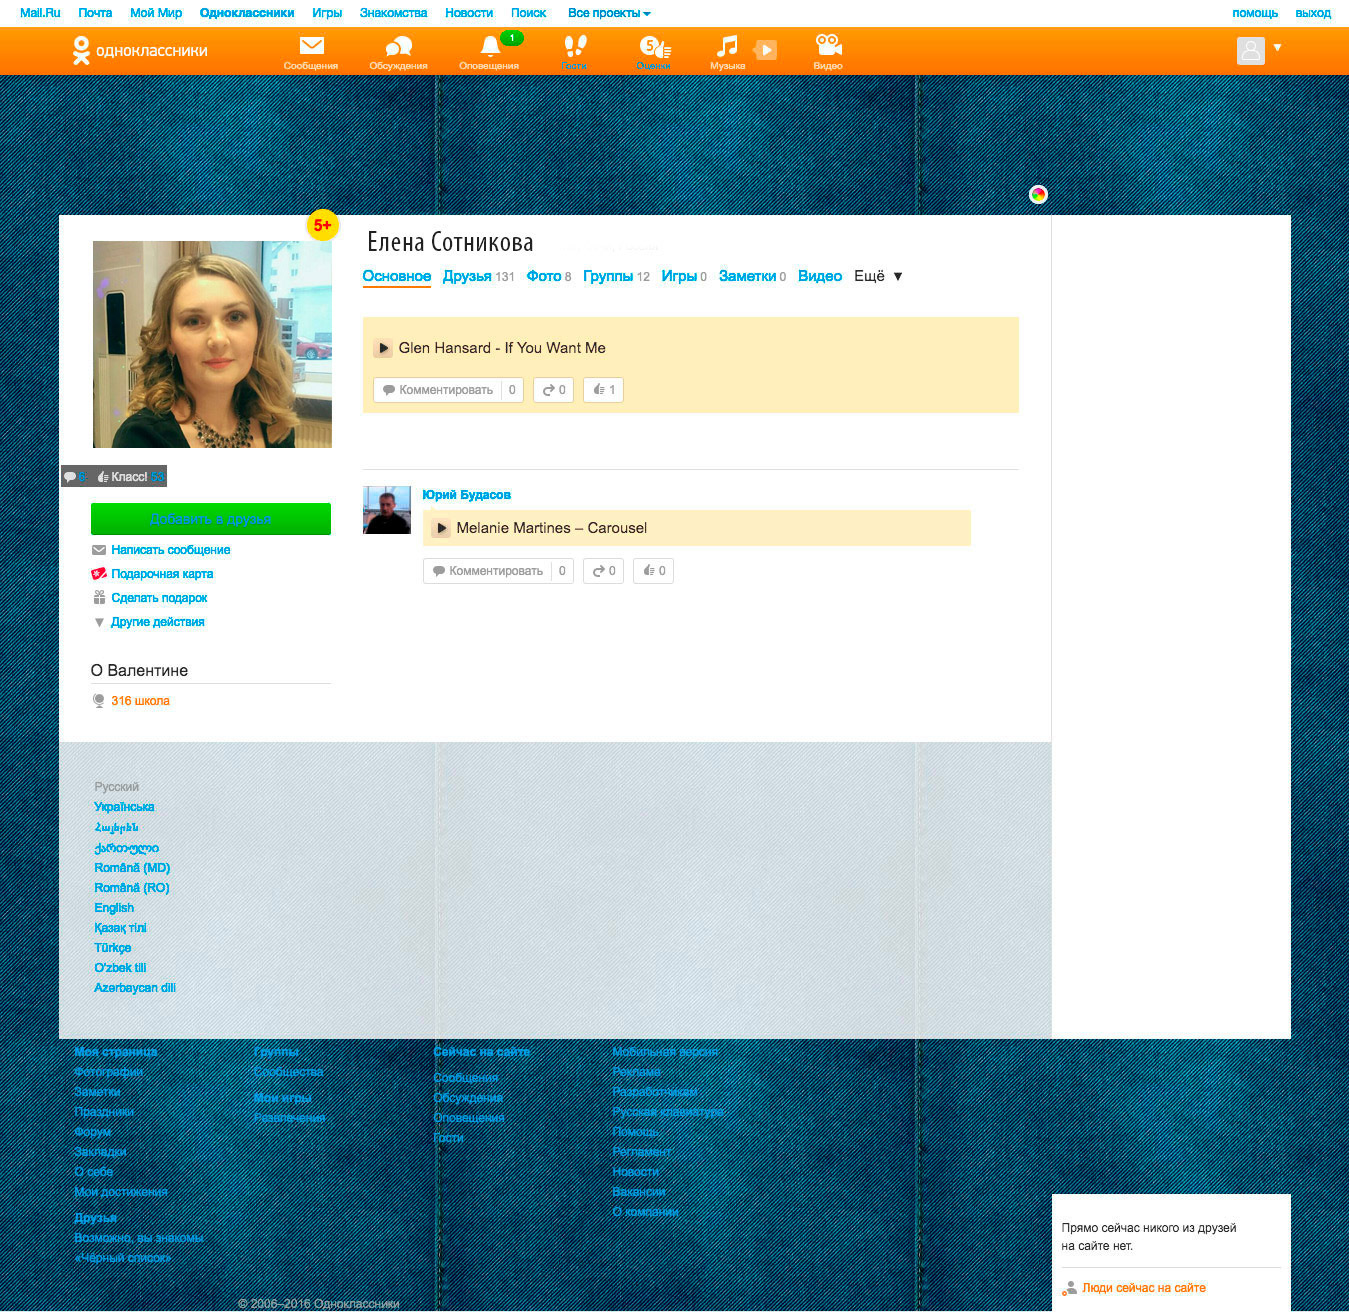 Mail.Ru Почта Мой Мир Одноклассники Игры Знакомства Новости Поиск Все проекты помощь выход
одноклассники
Сообщения Обсуждения 1 Оповещения Гости 5 Оценки Музыка Видео
5+
Елена Сотникова
Основное Друзья 131 Фото 8 Группы 12 Игры 0 Заметки 0 Видео Ещё
Glen Hansard - If You Want Me
Комментировать 0 0 1
Класс! 53
Добавить в друзья
Написать сообщение
Подарочная карта
Сделать подарок
Другие действия
О Валентине
316 школа
Юрий Будасов
Melanie Martines – Carousel
Комментировать 0 0 0
Русский
Українська
Հայերեն
ქართული
Română (MD)
Română (RO)
English
Қазақ тілі
Türkçe
O'zbek tili
Azərbaycan dili
Моя страница
Фотографии
Заметки
Праздники
Форум
Закладки
О себе
Мои достижения
Друзья
Возможно, вы знакомы
«Чёрный список»
Группы
Сообщества
Мои игры
Развлечения
Сейчас на сайте
Сообщения
Обсуждения
Оповещения
Гости
Мобильная версия
Реклама
Разработчикам
Русская клавиатура
Помощь
Регламент
Новости
Вакансии
О компании
© 2006–2016 Одноклассники
Прямо сейчас никого из друзей
на сайте нет.
Люди сейчас на сайте